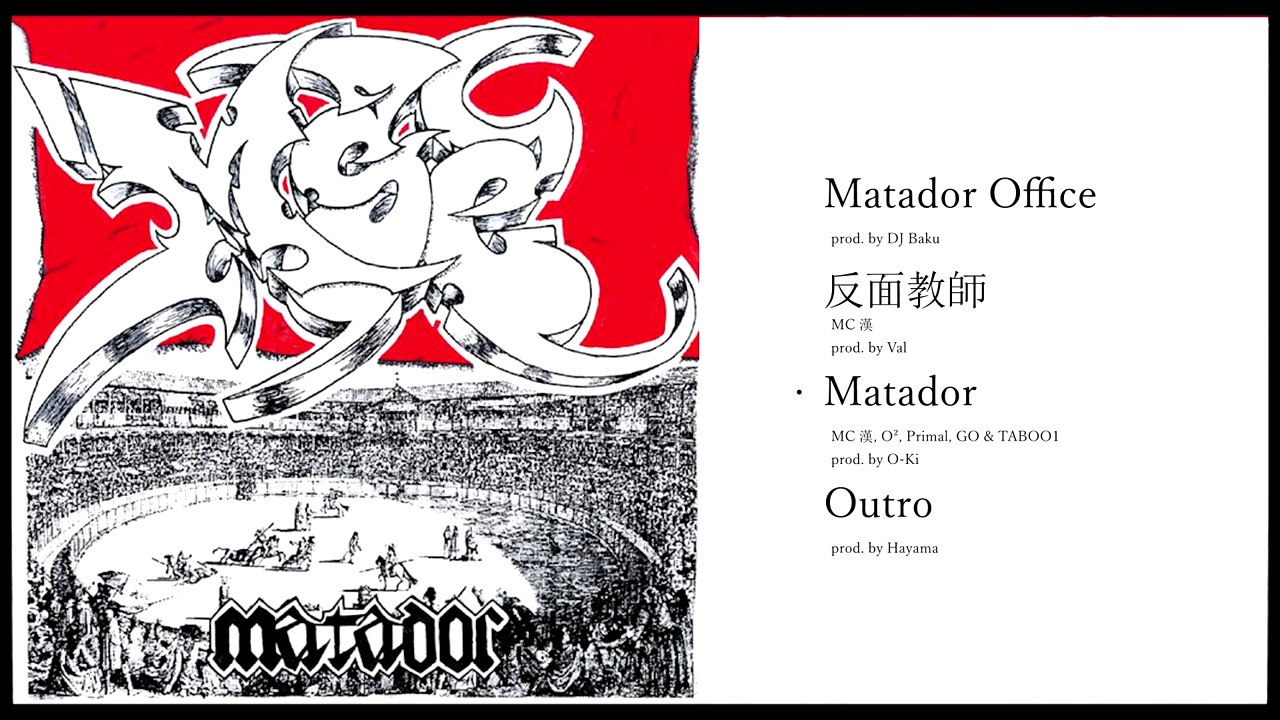 matador
Matador Office
prod. by DJ Baku
反面教師
MC 漢
prod. by Val
· Matador
MC 漢, O², Primal, GO & TABOO1
prod. by O-Ki
Outro
prod. by Hayama